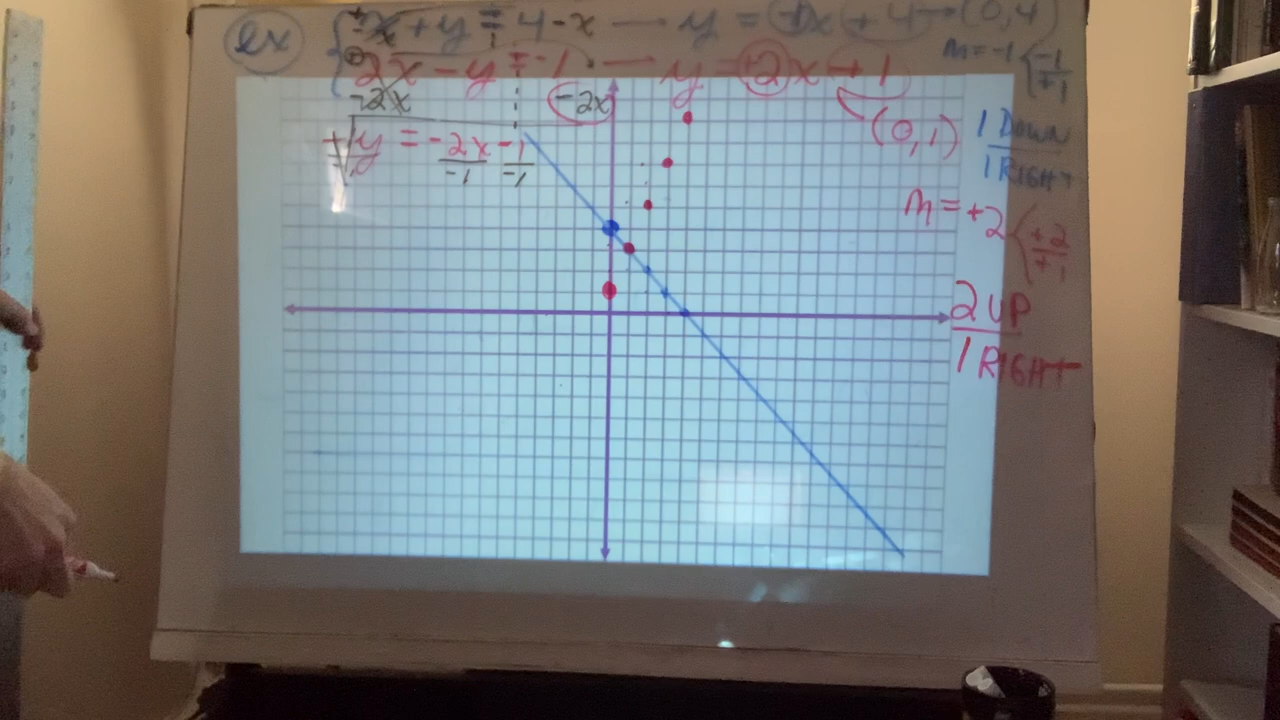 ex
+x + y = 4 - x — y = -1x + 4 → (0,4)
2x - y = -1 — y = +2x + 1
-2x -2x
(0,1)
m = -1 { -1/+1
-y = -2x - 1
-1 -1 -1
1 DOWN
1 RIGHT
m = +2 < +2/+1
2 UP
1 RIGHT